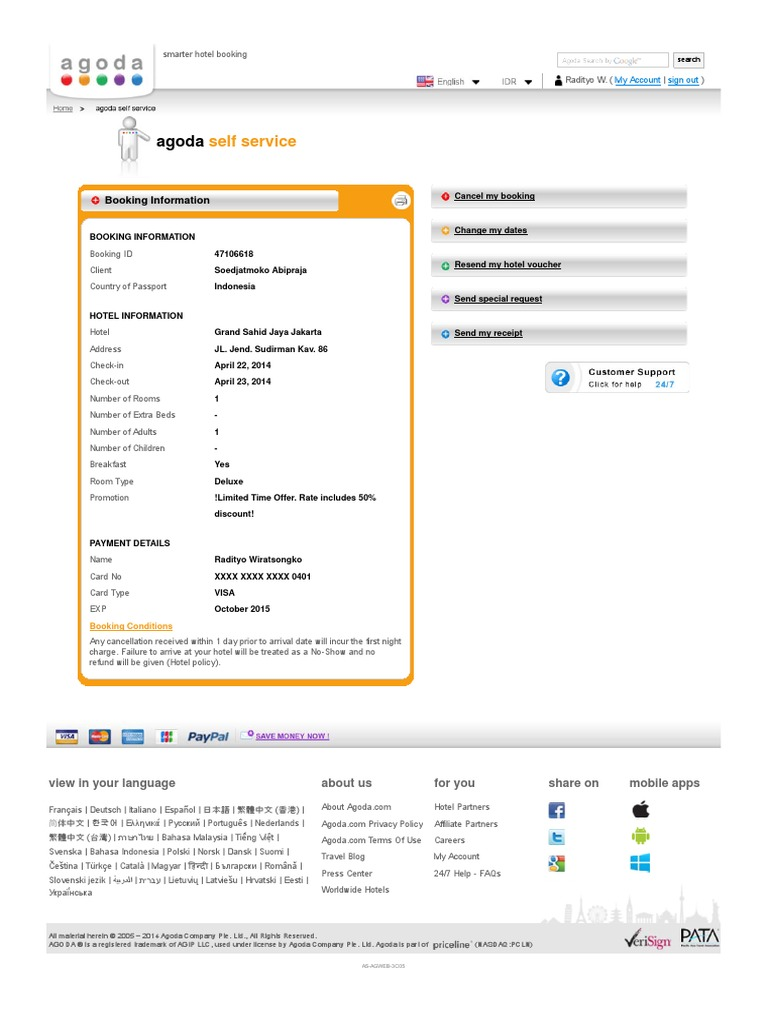 agoda
smarter hotel booking
Agoda Search by Google™
search
English
IDR
Radityo W. ( My Account | sign out )
Home > agoda self service
agoda self service
Booking Information
BOOKING INFORMATION
Booking ID 47106618
Client Soedjatmoko Abipraja
Country of Passport Indonesia
HOTEL INFORMATION
Hotel Grand Sahid Jaya Jakarta
Address JL. Jend. Sudirman Kav. 86
Check-in April 22, 2014
Check-out April 23, 2014
Number of Rooms 1
Number of Extra Beds -
Number of Adults 1
Number of Children -
Breakfast Yes
Room Type Deluxe
Promotion !Limited Time Offer. Rate includes 50%
discount!
PAYMENT DETAILS
Name Radityo Wiratsongko
Card No XXXX XXXX XXXX 0401
Card Type VISA
EXP October 2015
Booking Conditions
Any cancellation received within 1 day prior to arrival date will incur the first night
charge. Failure to arrive at your hotel will be treated as a No-Show and no
refund will be given (Hotel policy).
Cancel my booking
Change my dates
Resend my hotel voucher
Send special request
Send my receipt
Customer Support
Click for help 24/7
VISA
PayPal
SAVE MONEY NOW !
view in your language
Français | Deutsch | Italiano | Español | 日本語 | 繁體中文 (香港) |
简体中文 | 한국어 | Ελληνικά | Русский | Português | Nederlands |
繁體中文 (台灣) | ภาษาไทย | Bahasa Malaysia | Tiếng Việt |
Svenska | Bahasa Indonesia | Polski | Norsk | Dansk | Suomi |
Čeština | Türkçe | Català | Magyar | हिन्दी | Български | Română |
Slovenski jezik | العربية | עברית | Lietuvių | Latviešu | Hrvatski | Eesti |
Українська
about us
About Agoda.com
Agoda.com Privacy Policy
Agoda.com Terms Of Use
Travel Blog
Press Center
Worldwide Hotels
for you
Hotel Partners
Affiliate Partners
Careers
My Account
24/7 Help - FAQs
share on
mobile apps
All material herein © 2005 – 2014 Agoda Company Pte. Ltd., All Rights Reserved.
AGODA ® is a registered trademark of AGIP LLC, used under license by Agoda Company Pte. Ltd. Agoda is part of priceline (NASDAQ :PCLN)
VeriSign
PATA